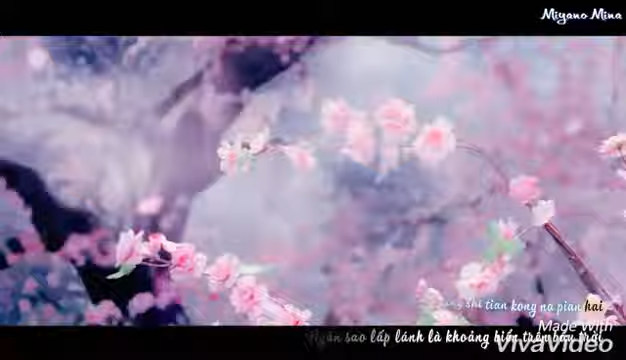 Miyano Mina
shi tian kong na pian hai
sao lấp lánh là khoảng biển trên bầu trời
Made With
VivaVideo